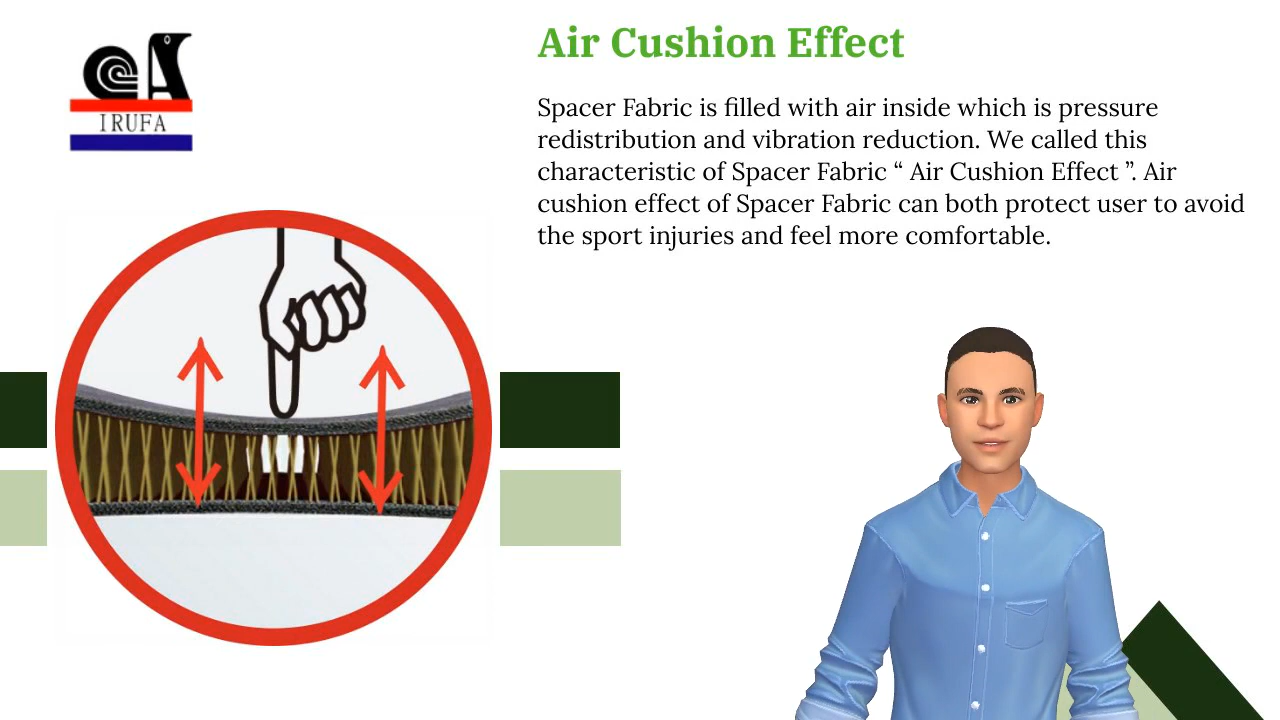 IRUFA
Air Cushion Effect
Spacer Fabric is filled with air inside which is pressure
redistribution and vibration reduction. We called this
characteristic of Spacer Fabric “ Air Cushion Effect ”. Air
cushion effect of Spacer Fabric can both protect user to avoid
the sport injuries and feel more comfortable.